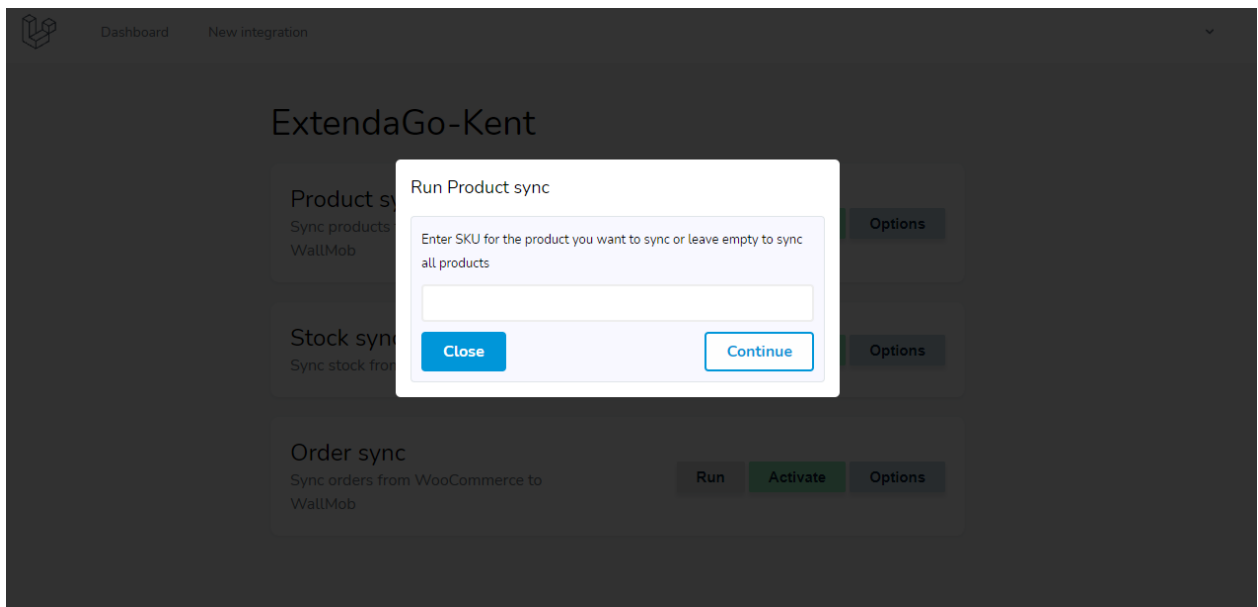 Dashboard
New integration
ExtendaGo-Kent
Product sy
Sync products
WallMob
Options
Run Product sync
Enter SKU for the product you want to sync or leave empty to sync
all products
Close
Continue
Stock syn
Sync stock from
Options
Order sync
Sync orders from WooCommerce to
WallMob
Run
Activate
Options